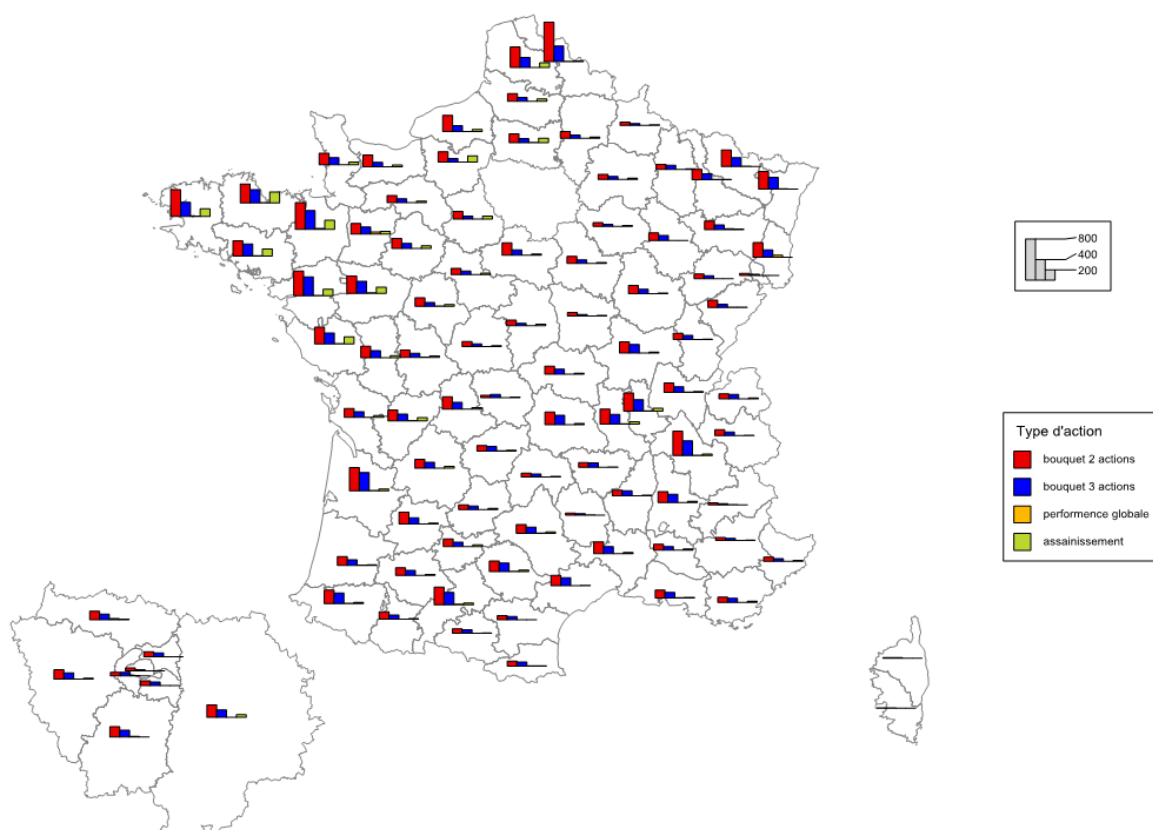 800
400
200
Type d'action
bouquet 2 actions
bouquet 3 actions
performence globale
assainissement